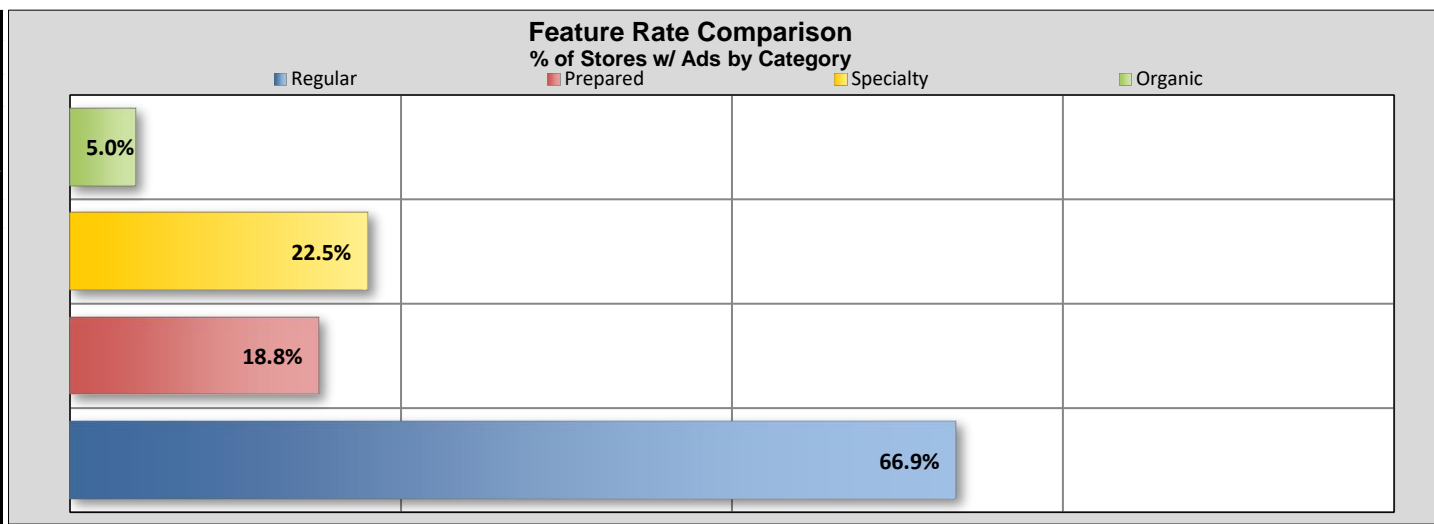 Feature Rate Comparison
% of Stores w/ Ads by Category
Regular Prepared Specialty Organic
5.0%
22.5%
18.8%
66.9%